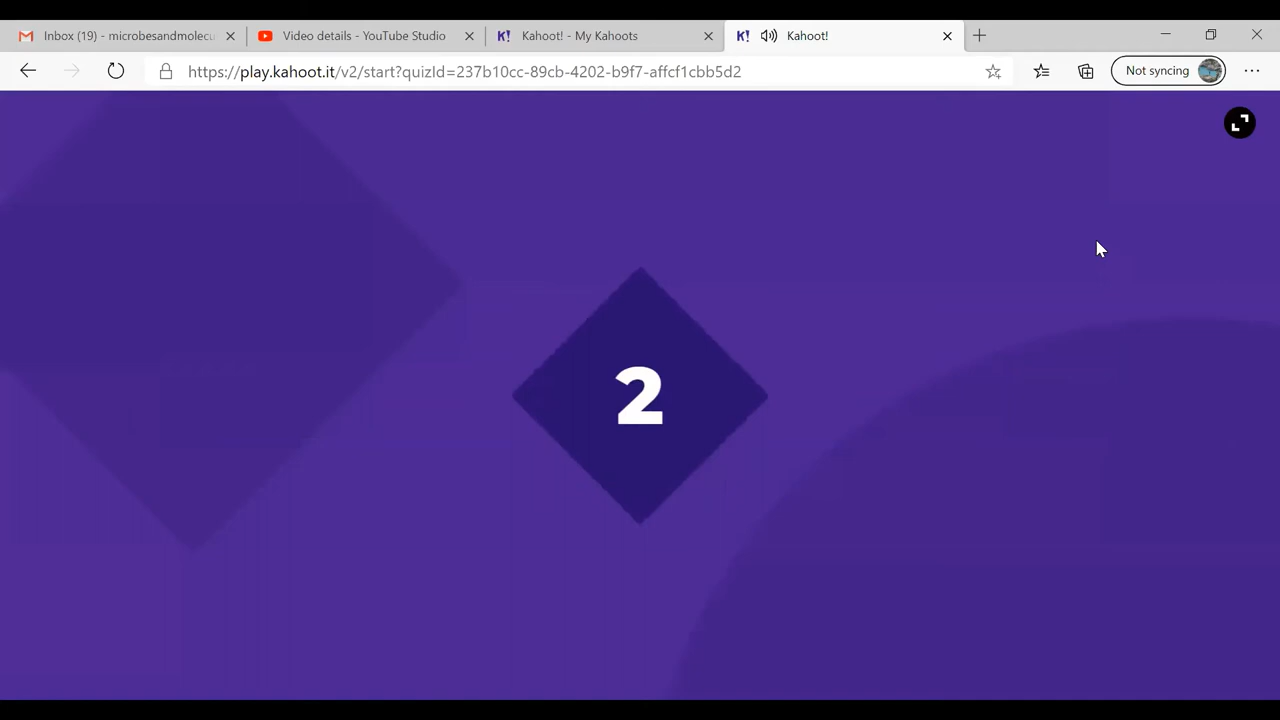 Inbox (19) - microbesandmolecu
Video details - YouTube Studio
K! Kahoot! - My Kahoots
K! Kahoot!
https://play.kahoot.it/v2/start?quizId=237b10cc-89cb-4202-b9f7-affcf1cbb5d2
Not syncing
2